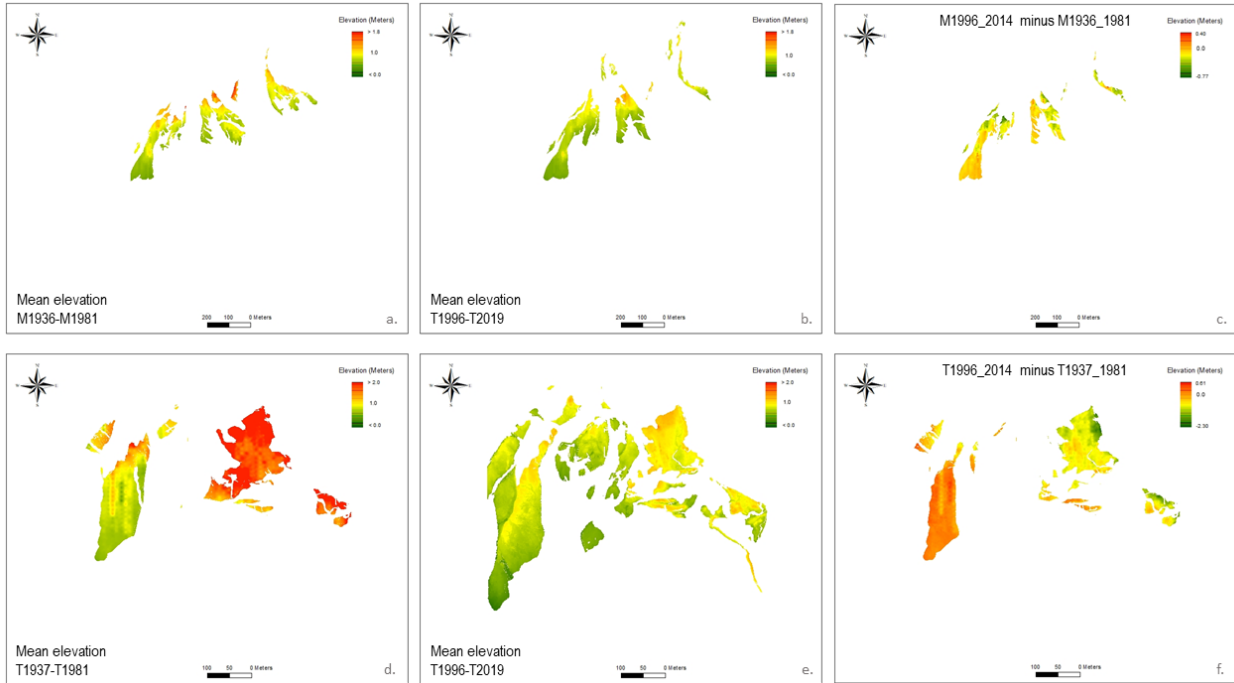 Elevation (Meters)
> 1.8
1.0
< 0.0
Mean elevation
M1936-M1981
200 100 0 Meters
a.
Elevation (Meters)
> 1.8
1.0
< 0.0
Mean elevation
T1996-T2019
200 100 0 Meters
b.
M1996_2014 minus M1936_1981
Elevation (Meters)
0.40
0.0
-0.77
200 100 0 Meters
c.
Elevation (Meters)
> 2.0
1.0
< 0.0
Mean elevation
T1937-T1981
100 50 0 Meters
d.
Elevation (Meters)
> 2.0
1.0
< 0.0
Mean elevation
T1996-T2019
100 50 0 Meters
e.
T1996_2014 minus T1937_1981
Elevation (Meters)
0.61
0.0
-2.30
100 50 0 Meters
f.